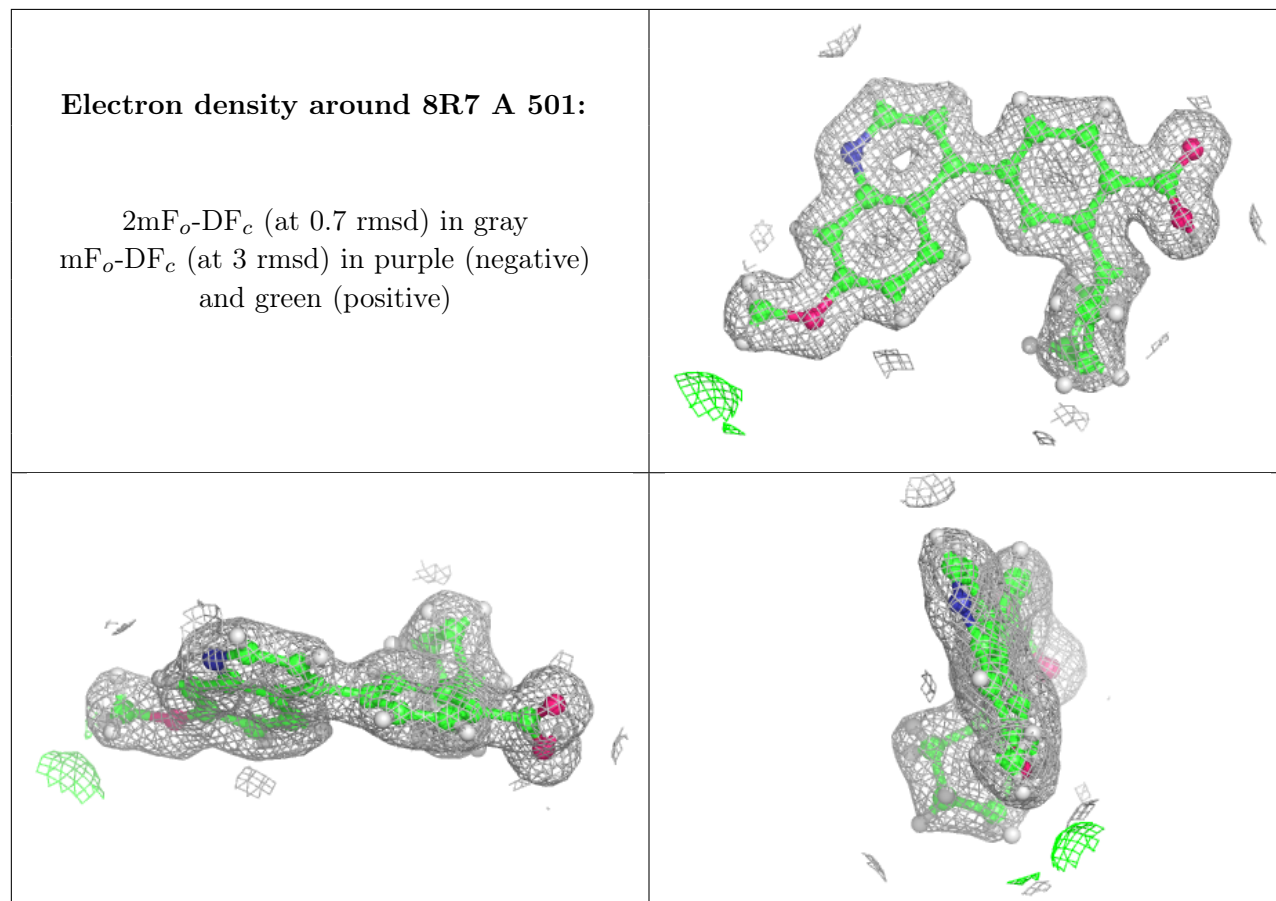 Electron density around 8R7 A 501:
2mFo-DFc (at 0.7 rmsd) in gray
mFo-DFc (at 3 rmsd) in purple (negative)
and green (positive)